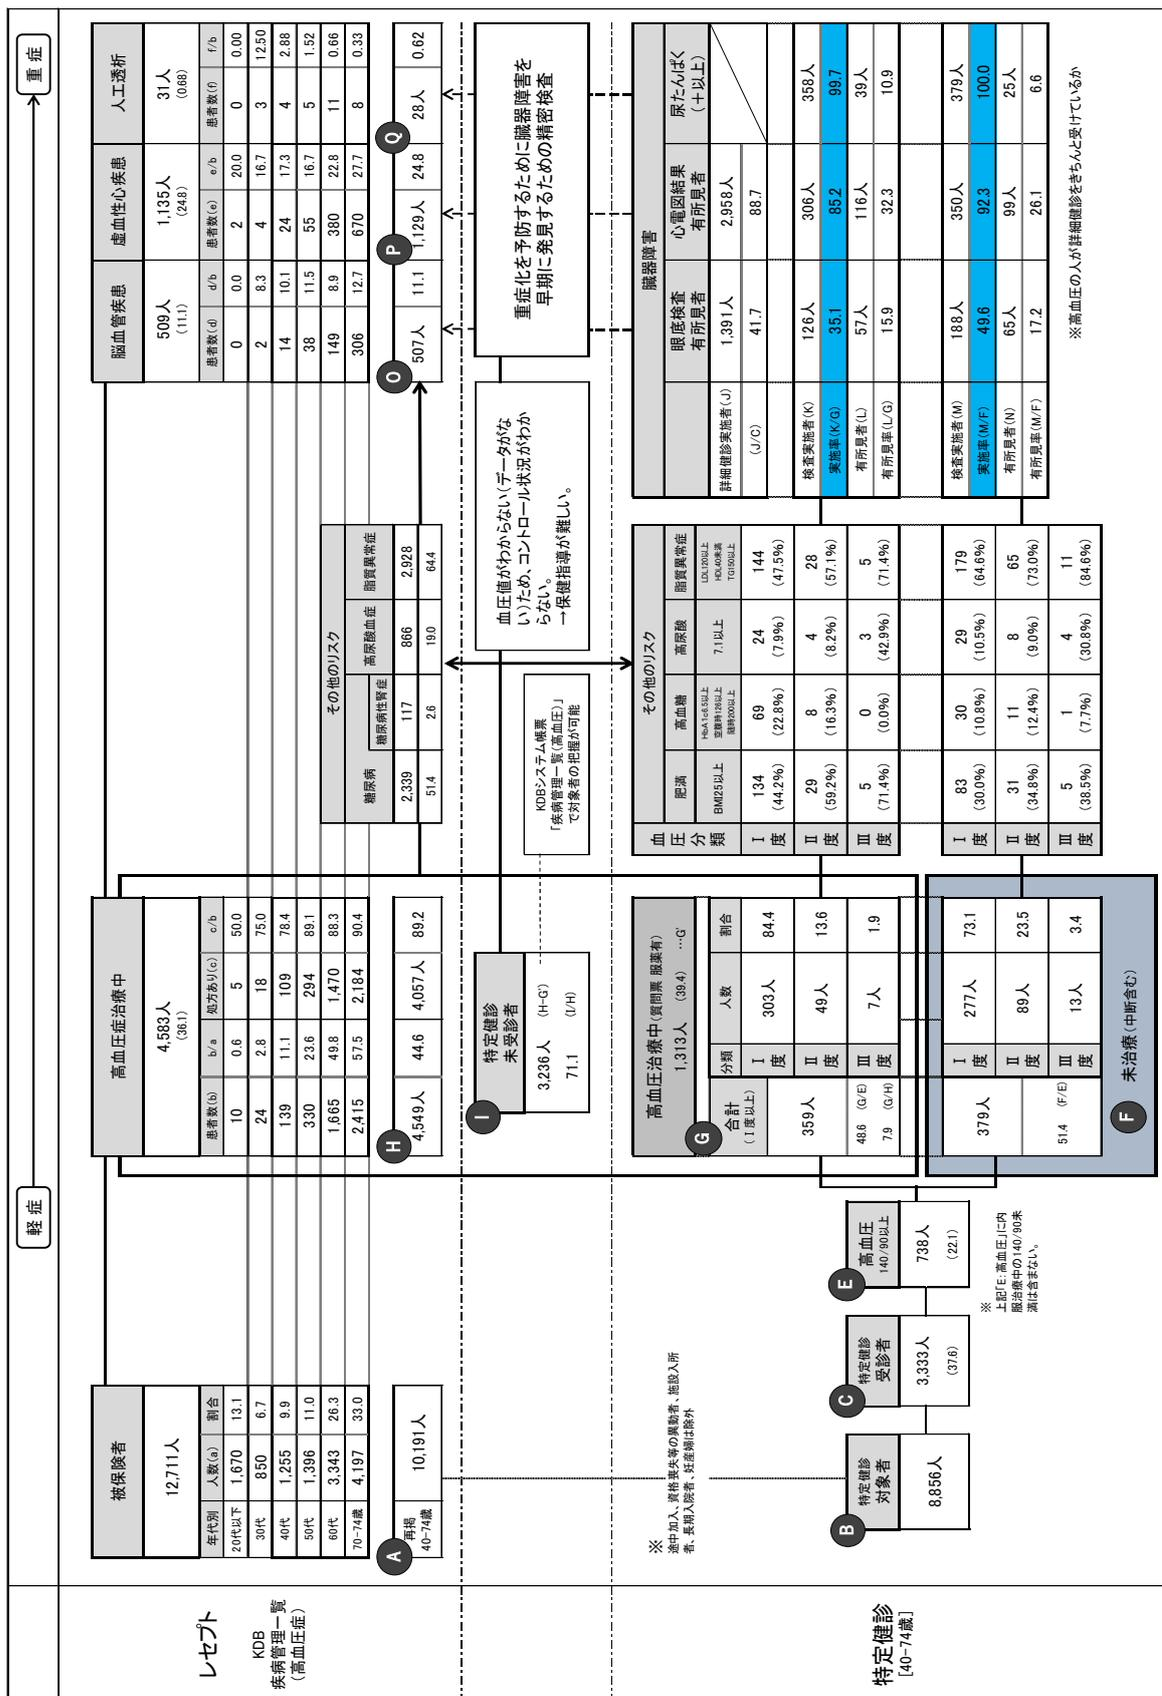 軽症
重症
レセプト
KDB
疾病管理一覧
（高血圧症）
被保険者
12,711人
年代別 人数(a) 割合
20代以下 1,670 13.1
30代 850 6.7
40代 1,255 9.9
50代 1,396 11.0
60代 3,343 26.3
70-74歳 4,197 33.0
A
再掲
40-74歳
10,191人
高血圧症治療中
4,583人
(36.1)
患者数(b) b/a 処方あり(c) c/b
10 0.6 5 50.0
24 2.8 18 75.0
139 11.1 109 78.4
330 23.6 294 89.1
1,665 49.8 1,470 88.3
2,415 57.5 2,184 90.4
H
4,549人 44.6 4,057人 89.2
その他のリスク
糖尿病 糖尿病性腎症 高尿酸血症 脂質異常症
2,339 117 866 2,928
51.4 2.6 19.0 64.4
脳血管疾患 虚血性心疾患 人工透析
509人 1,135人 31人
(11.1) (24.8) (0.68)
患者数(d) d/b 患者数(e) e/b 患者数(f) f/b
0 0.0 2 20.0 0 0.00
2 8.3 4 16.7 3 12.50
14 10.1 24 17.3 4 2.88
38 11.5 55 16.7 5 1.52
149 8.9 380 22.8 11 0.66
306 12.7 670 27.7 8 0.33
O P Q
507人 11.1 1,129人 24.8 28人 0.62
I
特定健診
未受診者
3,236人 (H-G')
71.1 (I/H)
KDBシステム帳票
「疾病管理一覧(高血圧)」
で対象者の把握が可能
血圧値がわからない（データがな
い）ため、コントロール状況がわか
らない。
→保健指導が難しい。
重症化を予防するために臓器障害を
早期に発見するための精密検査
特定健診
[40-74歳]
※
途中加入、資格喪失等の異動者、施設入所
者、長期入院者、妊産婦は除外
B
特定健診
対象者
8,856人
C
特定健診
受診者
3,333人
(37.6)
E
高血圧
140/90以上
738人
(22.1)
※
上記「E:高血圧」に内
服治療中の140/90未
満は含まない。
高血圧治療中(質問票 服薬有)
1,313人 (39.4) …G'
G
合計
(Ⅰ度以上)
分類 人数 割合
359人
48.6 (G/E)
7.9 (G/H)
Ⅰ度 303人 84.4
Ⅱ度 49人 13.6
Ⅲ度 7人 1.9
379人
51.4 (F/E)
Ⅰ度 277人 73.1
Ⅱ度 89人 23.5
Ⅲ度 13人 3.4
F
未治療(中断含む)
血圧分類
その他のリスク
肥満 高血糖 高尿酸 脂質異常症
BMI25以上
HbA1c6.5以上
空腹時126以上
随時200以上
7.1以上
LDL120以上
HDL40未満
TG150以上
Ⅰ度 134 69 24 144
(44.2%) (22.8%) (7.9%) (47.5%)
Ⅱ度 29 8 4 28
(59.2%) (16.3%) (8.2%) (57.1%)
Ⅲ度 5 0 3 5
(71.4%) (0.0%) (42.9%) (71.4%)
Ⅰ度 83 30 29 179
(30.0%) (10.8%) (10.5%) (64.6%)
Ⅱ度 31 11 8 65
(34.8%) (12.4%) (9.0%) (73.0%)
Ⅲ度 5 1 4 11
(38.5%) (7.7%) (30.8%) (84.6%)
臓器障害
眼底検査
有所見者
心電図結果
有所見者
尿たんぱく
(＋以上)
詳細健診実施者(J) 1,391人 2,958人
(J/C) 41.7 88.7
検査実施者(K) 126人 306人 358人
実施率(K/G) 35.1 85.2 99.7
有所見者(L) 57人 116人 39人
有所見率(L/G) 15.9 32.3 10.9
検査実施者(M) 188人 350人 379人
実施率(M/F) 49.6 92.3 100.0
有所見者(N) 65人 99人 25人
有所見率(M/F) 17.2 26.1 6.6
※高血圧の人が詳細健診をきちんと受けているか